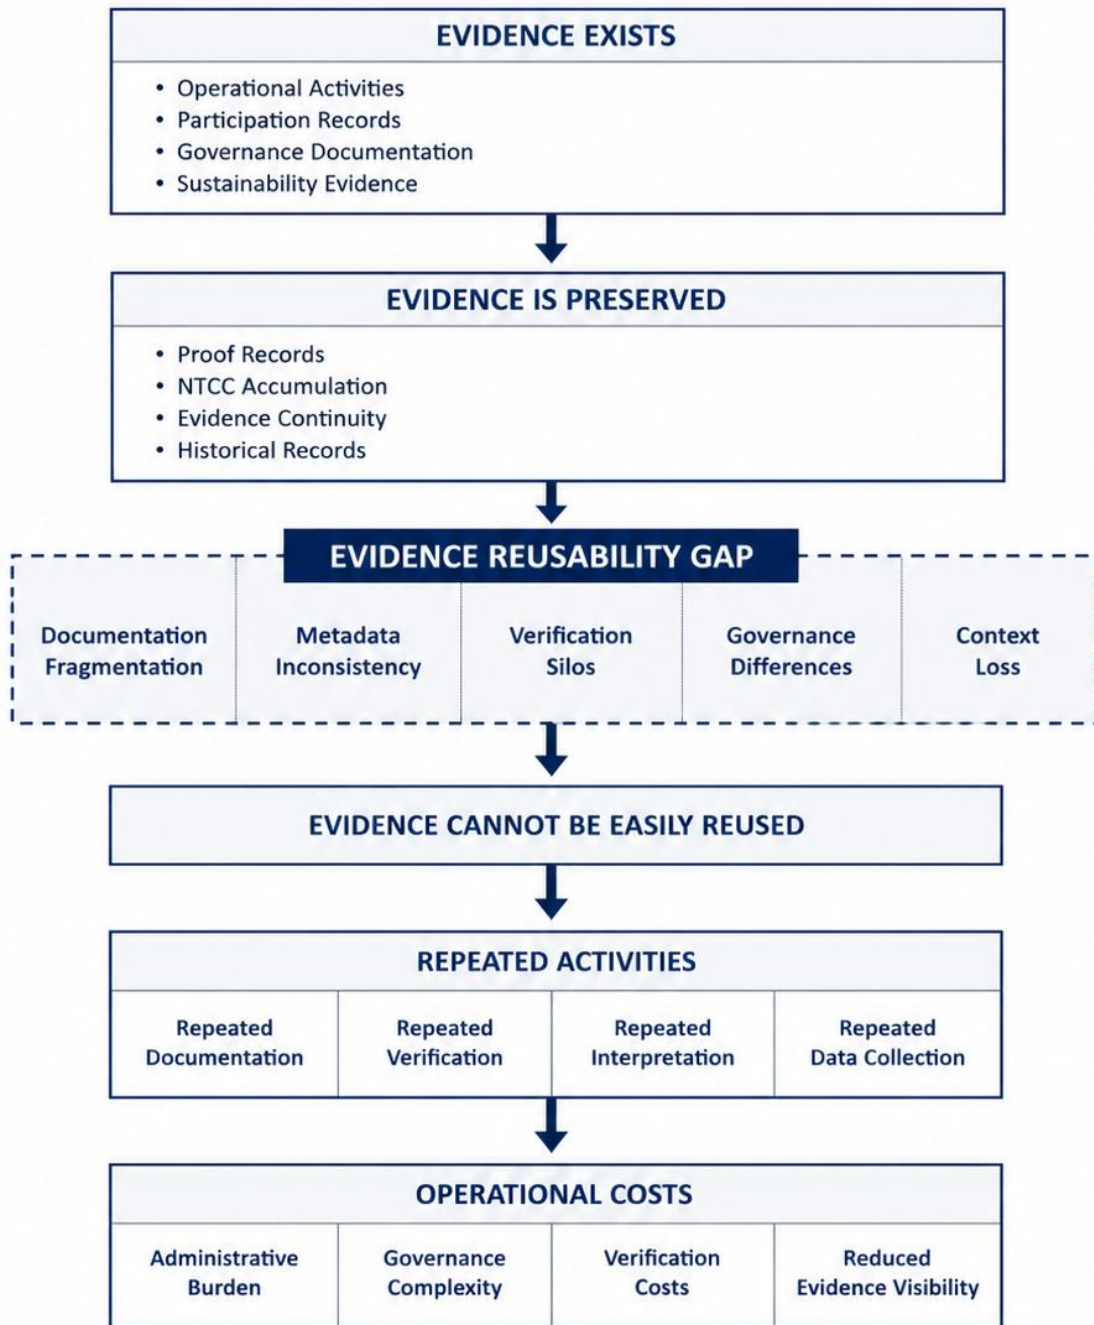 EVIDENCE EXISTS
• Operational Activities
• Participation Records
• Governance Documentation
• Sustainability Evidence
EVIDENCE IS PRESERVED
• Proof Records
• NTCC Accumulation
• Evidence Continuity
• Historical Records
EVIDENCE REUSABILITY GAP
Documentation
Fragmentation
Metadata
Inconsistency
Verification
Silos
Governance
Differences
Context
Loss
EVIDENCE CANNOT BE EASILY REUSED
REPEATED ACTIVITIES
Repeated
Documentation
Repeated
Verification
Repeated
Interpretation
Repeated
Data Collection
OPERATIONAL COSTS
Administrative
Burden
Governance
Complexity
Verification
Costs
Reduced
Evidence Visibility